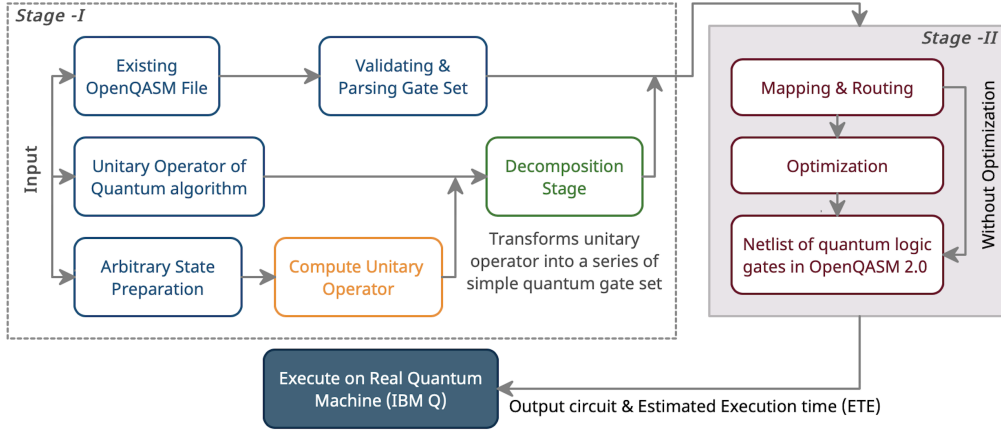 Stage -I
Stage -II
Input
Existing
OpenQASM File
Validating &
Parsing Gate Set
Unitary Operator of
Quantum algorithm
Decomposition
Stage
Arbitrary State
Preparation
Compute Unitary
Operator
Transforms unitary
operator into a series of
simple quantum gate set
Mapping & Routing
Optimization
Netlist of quantum logic
gates in OpenQASM 2.0
Without Optimization
Execute on Real Quantum
Machine (IBM Q)
Output circuit & Estimated Execution time (ETE)